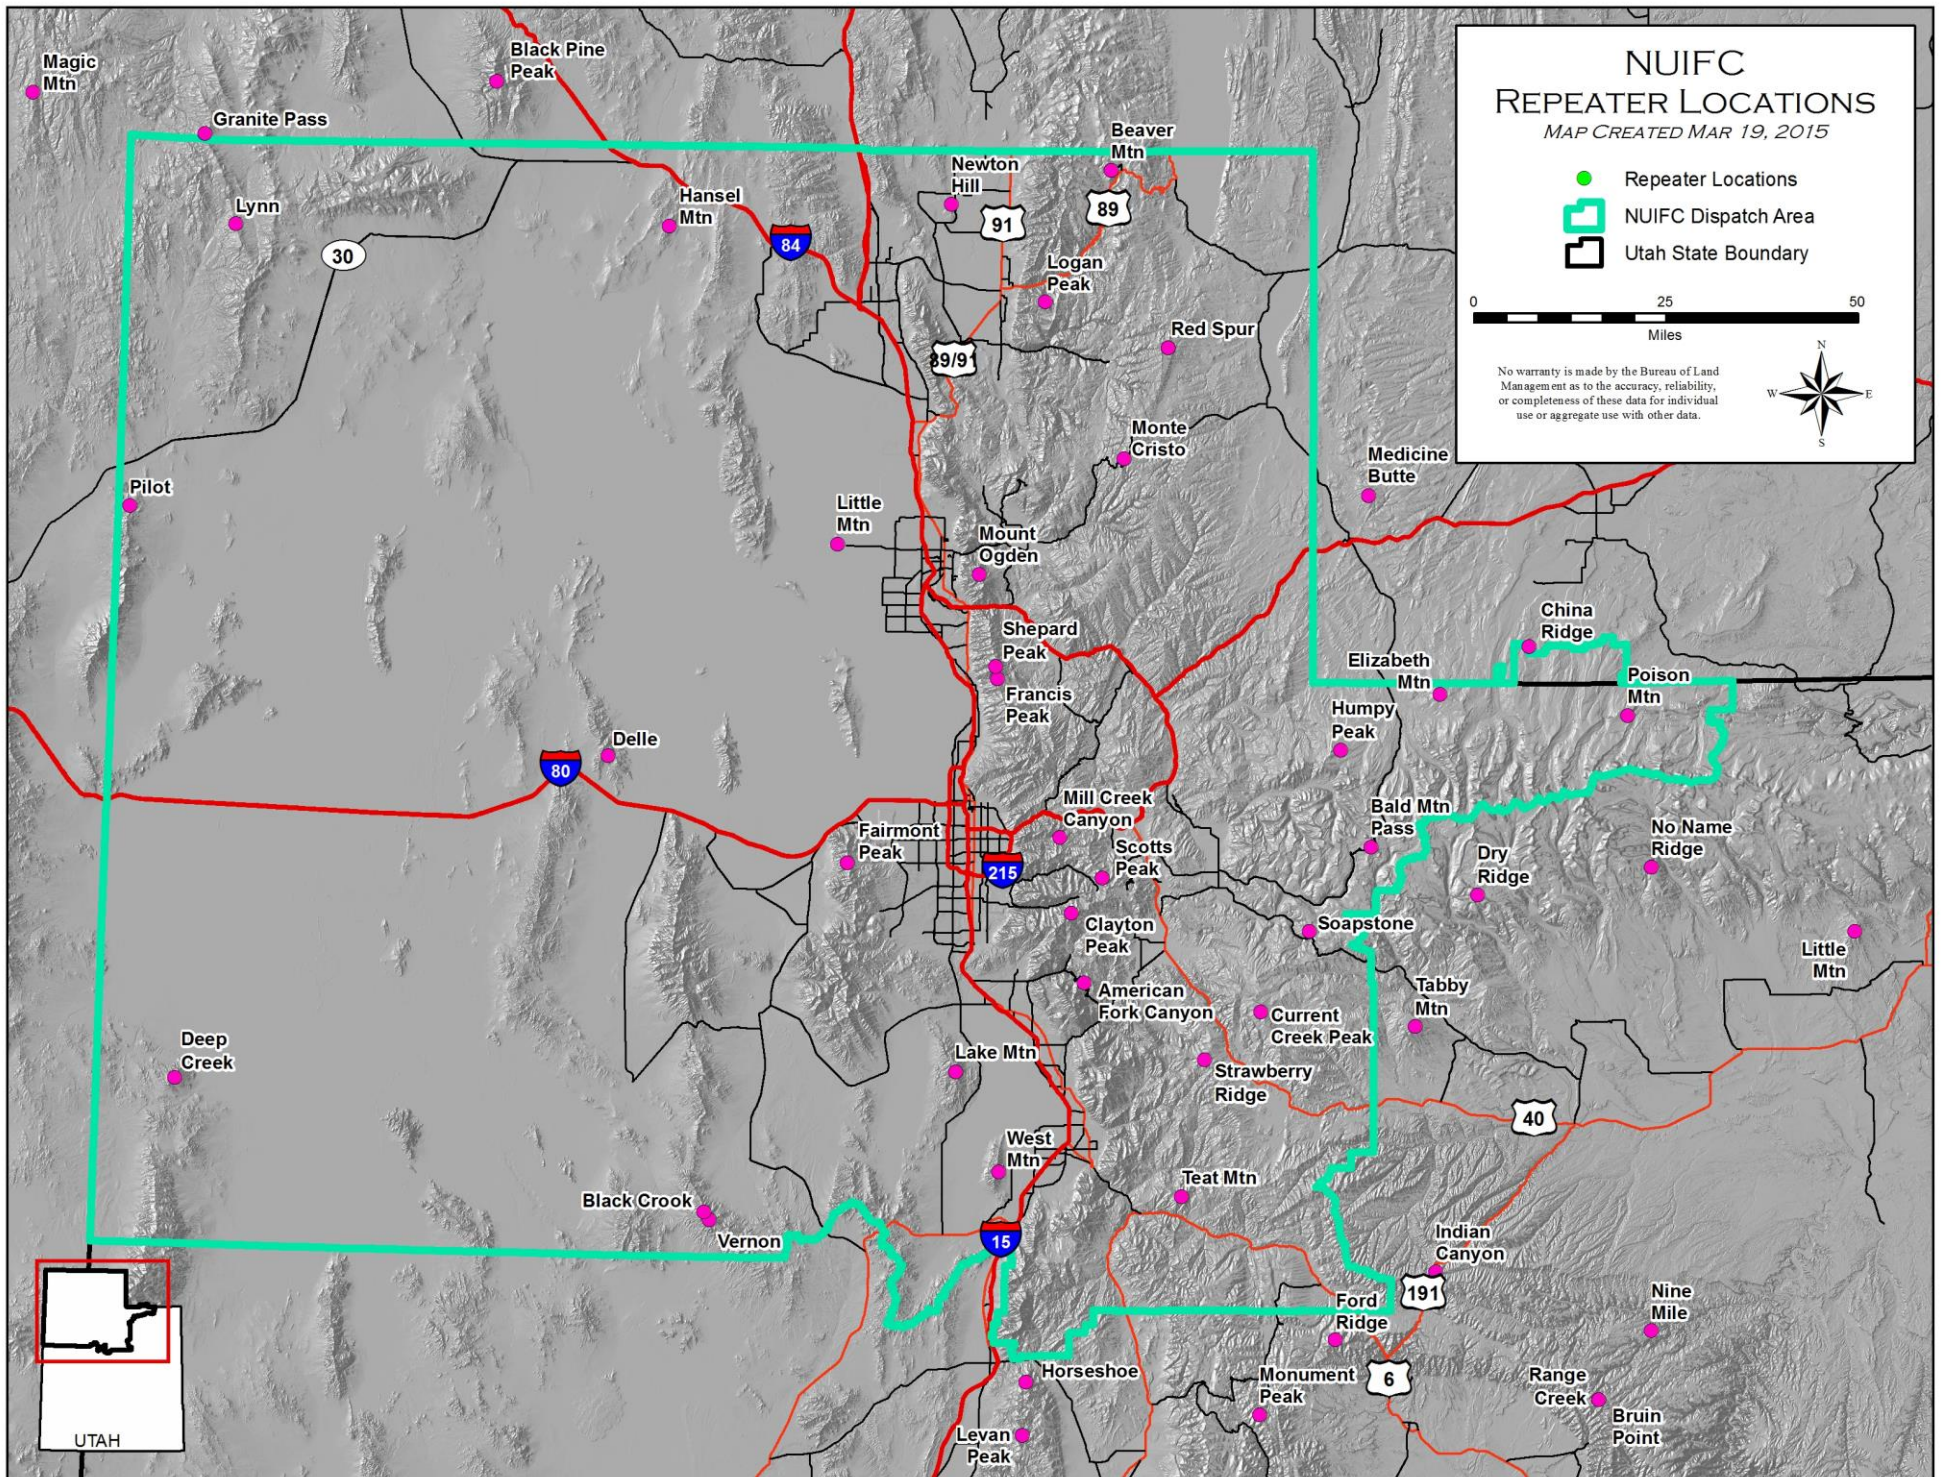 NUIFC
REPEATER LOCATIONS
MAP CREATED MAR 19, 2015
Repeater Locations
NUIFC Dispatch Area
Utah State Boundary
0 25 50
Miles
No warranty is made by the Bureau of Land
Management as to the accuracy, reliability,
or completeness of these data for individual
use or aggregate use with other data.
N
W E
S
Magic
Mtn
Black Pine
Peak
Granite Pass
Beaver
Mtn
Newton
Hill
Hansel
Mtn
Lynn
89
91
84
30
Logan
Peak
Red Spur
89/91
Monte
Cristo
Medicine
Butte
Pilot
Little
Mtn
Mount
Ogden
China
Ridge
Shepard
Peak
Elizabeth
Mtn
Poison
Mtn
Francis
Peak
Humpy
Peak
Delle
80
Mill Creek
Canyon
Bald Mtn
Pass
Fairmont
Peak
Scotts
Peak
No Name
Ridge
Dry
Ridge
215
Clayton
Peak
Soapstone
Little
Mtn
American
Fork Canyon
Tabby
Mtn
Current
Creek Peak
Deep
Creek
Lake Mtn
Strawberry
Ridge
40
West
Mtn
Teat Mtn
Black Crook
Vernon
15
Indian
Canyon
191
Ford
Ridge
Nine
Mile
Horseshoe
Monument
Peak
6
Range
Creek
Bruin
Point
Levan
Peak
UTAH